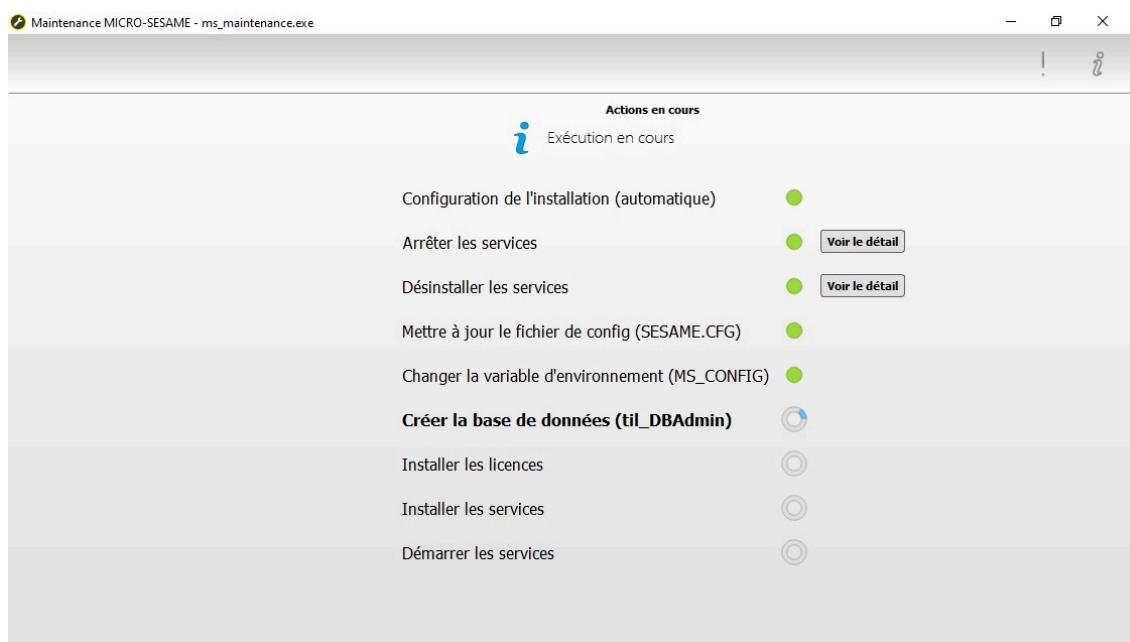 Maintenance MICRO-SESAME - ms_maintenance.exe
Actions en cours
Exécution en cours
Configuration de l'installation (automatique)
Arrêter les services
Voir le détail
Désinstaller les services
Voir le détail
Mettre à jour le fichier de config (SESAME.CFG)
Changer la variable d'environnement (MS_CONFIG)
Créer la base de données (til_DBAdmin)
Installer les licences
Installer les services
Démarrer les services